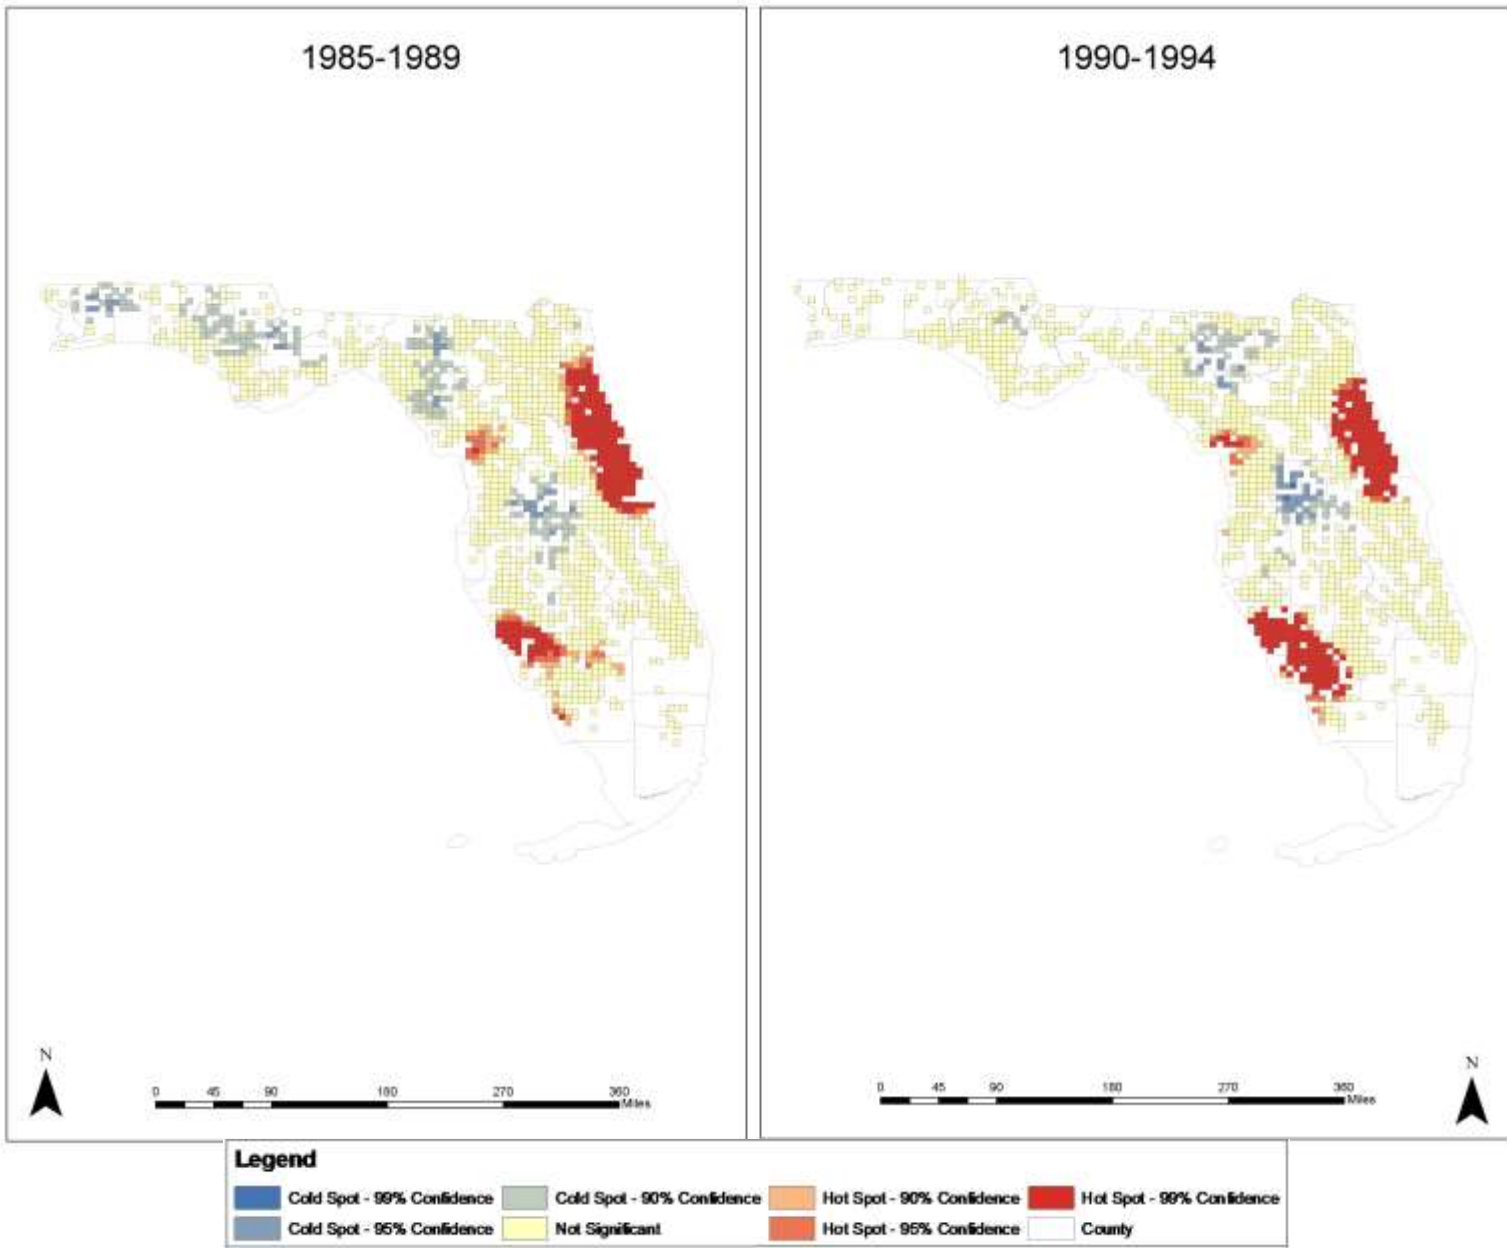 1985-1989
1990-1994
N
0 45 90 180 270 360
Miles
0 45 90 180 270 360
Miles
N
Legend
Cold Spot - 99% Confidence
Cold Spot - 90% Confidence
Hot Spot - 90% Confidence
Hot Spot - 99% Confidence
Cold Spot - 95% Confidence
Not Significant
Hot Spot - 95% Confidence
County